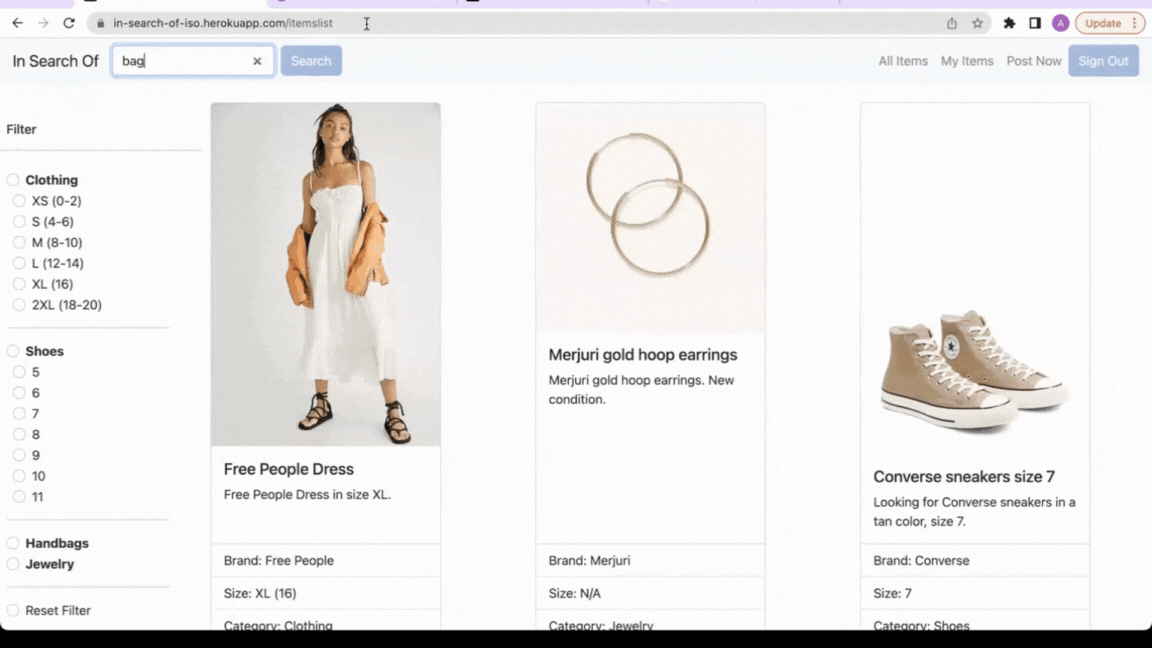 in-search-of-iso.herokuapp.com/itemslist
A
Update
In Search Of
bag
Search
All Items
My Items
Post Now
Sign Out
Filter
Clothing
XS (0-2)
S (4-6)
M (8-10)
L (12-14)
XL (16)
2XL (18-20)
Shoes
5
6
7
8
9
10
11
Handbags
Jewelry
Reset Filter
Free People Dress
Free People Dress in size XL.
Brand: Free People
Size: XL (16)
Category: Clothing
Merjuri gold hoop earrings
Merjuri gold hoop earrings. New
condition.
Brand: Merjuri
Size: N/A
Category: Jewelry
Converse sneakers size 7
Looking for Converse sneakers in a
tan color, size 7.
Brand: Converse
Size: 7
Category: Shoes